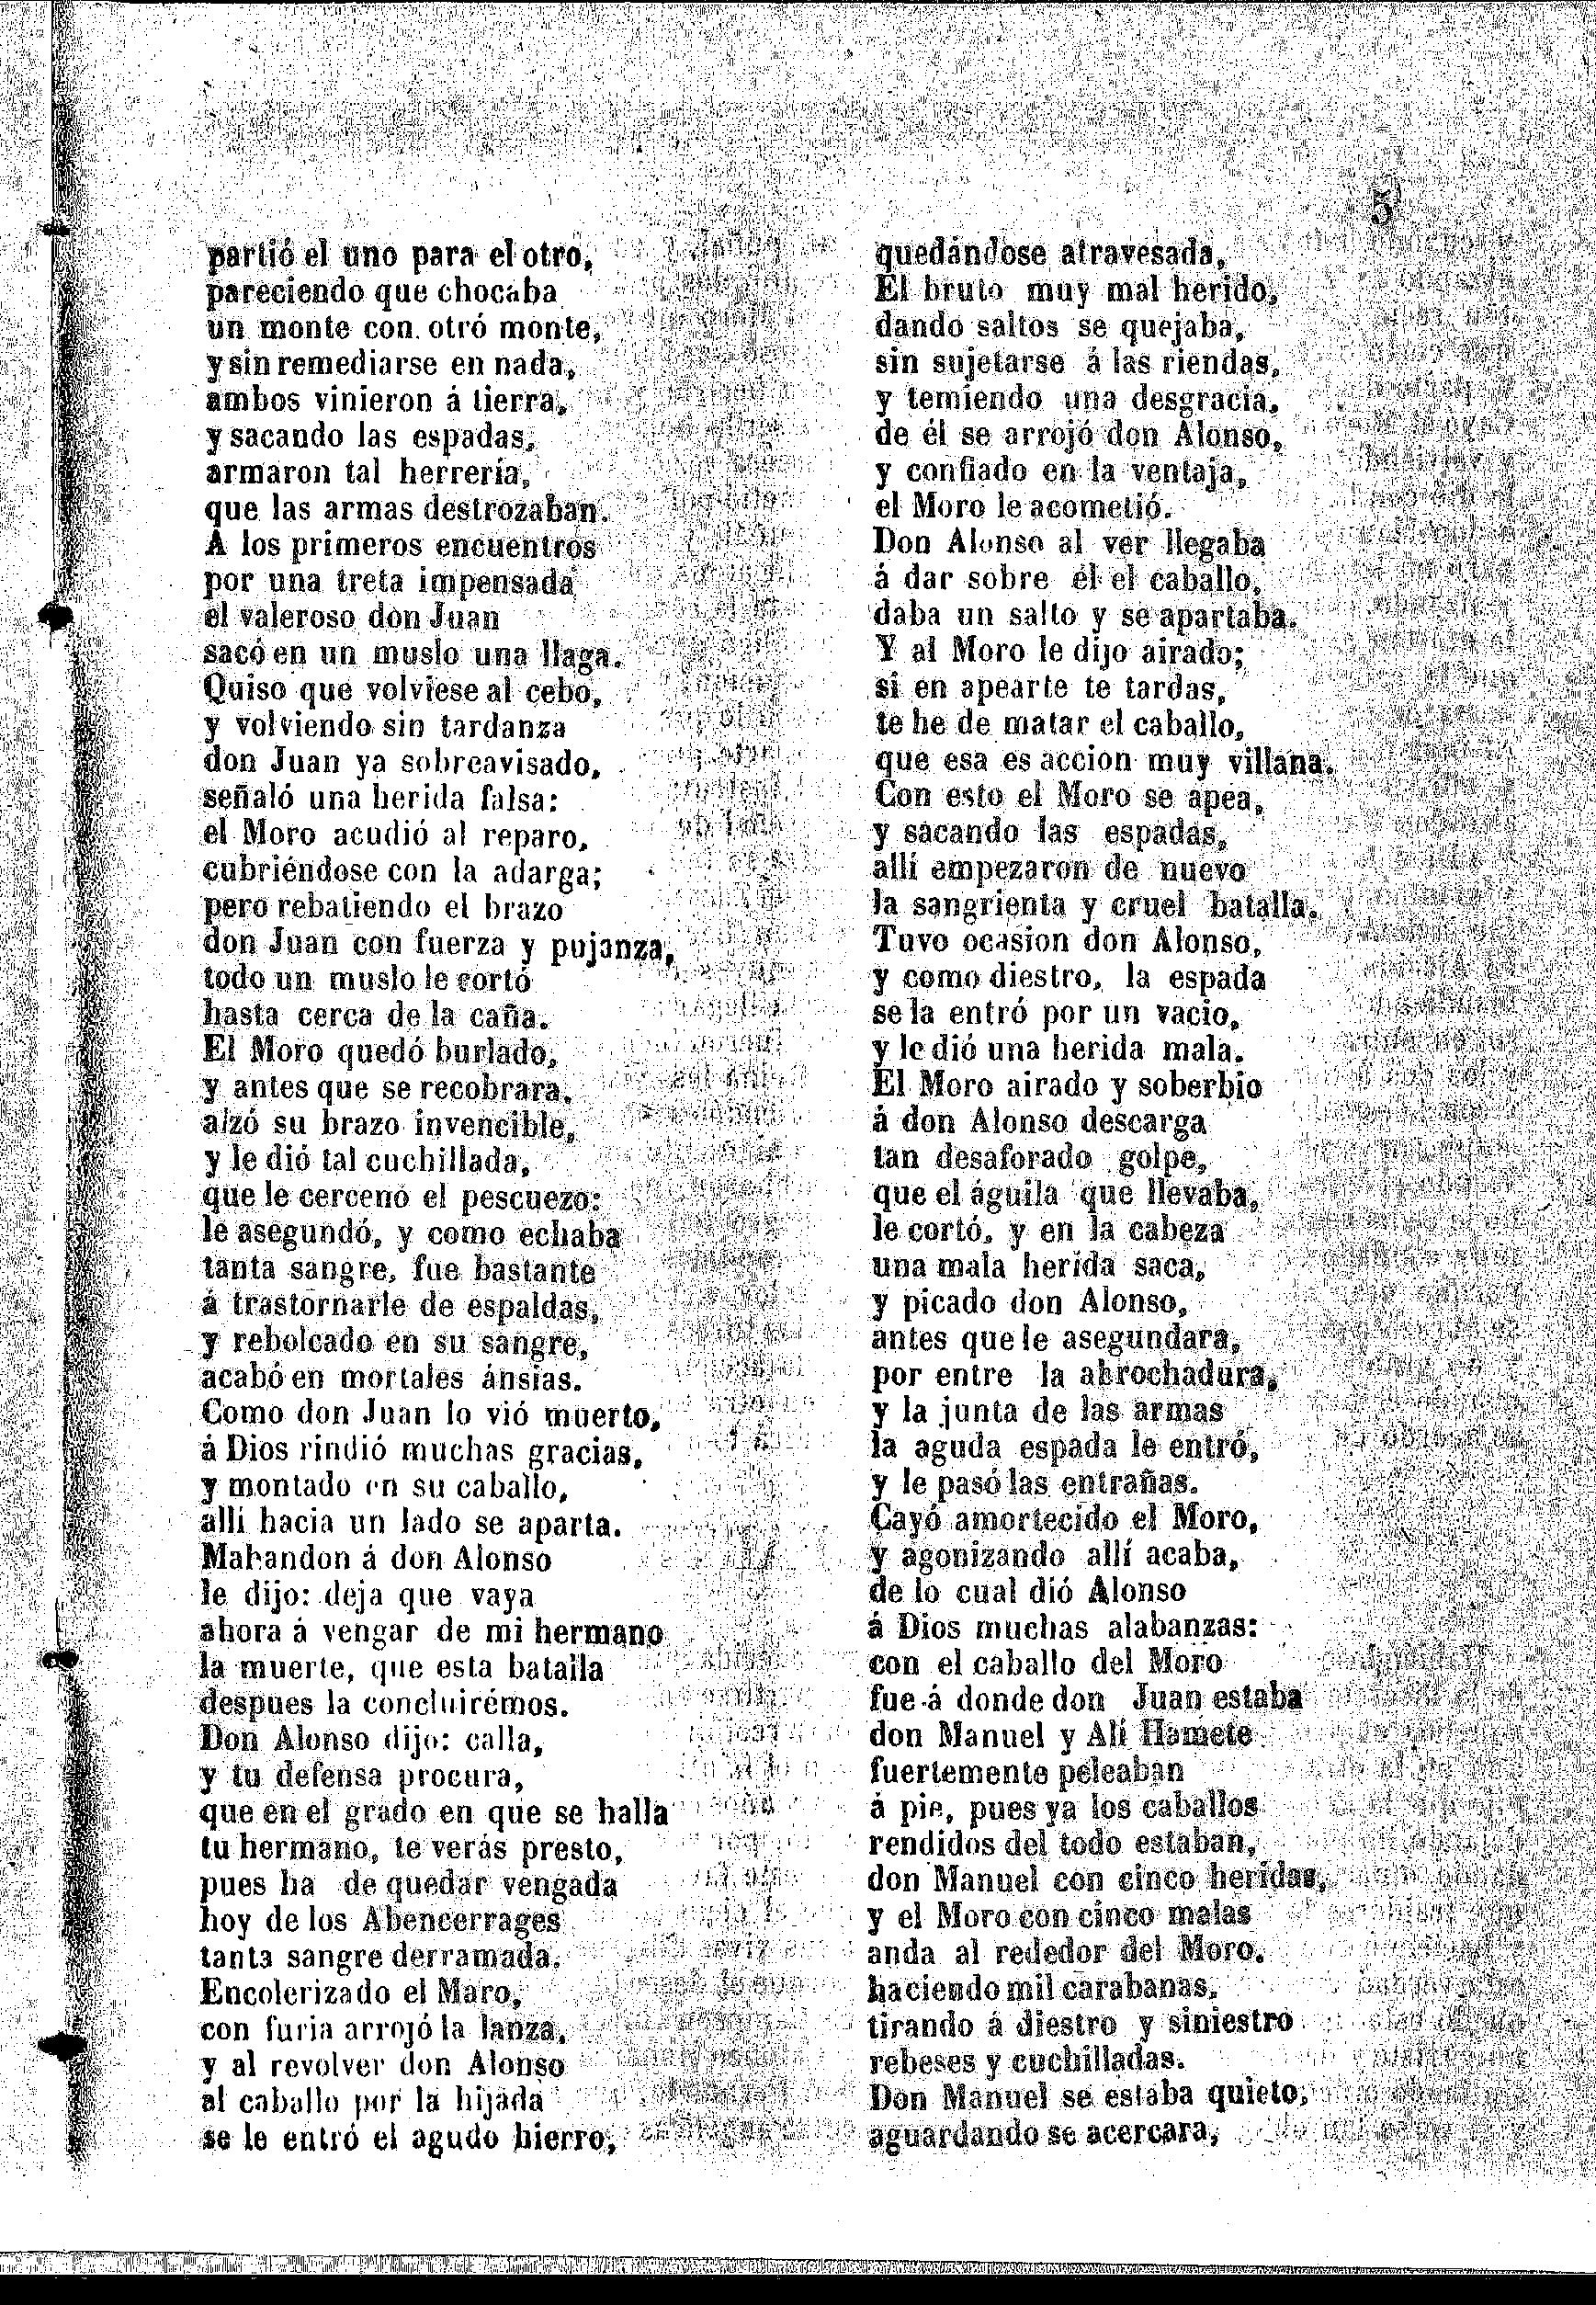 5
partió el uno para el otro,
pareciendo que chocaba
un monte con otró monte,
y sin remediarse en nada,
ambos vinieron á tierra,
y sacando las espadas,
armaron tal herrería,
que las armas destrozaban.
A los primeros encuentros
por una treta impensada
el valeroso don Juan
sacó en un muslo una llaga.
Quiso que volviese al cebo,
y volviendo sin tardanza
don Juan ya sobreavisado,
señaló una herida falsa:
el Moro acudió al reparo,
cubriéndose con la adarga;
pero rebatiendo el brazo
don Juan con fuerza y pujanza,
todo un muslo le cortó
hasta cerca de la caña.
El Moro quedó burlado,
y antes que se recobrara,
alzó su brazo invencible,
y le dió tal cuchillada,
que le cercenó el pescuezo:
le asegundó, y como echaba
tanta sangre, fue bastante
á trastornarle de espaldas,
y rebolcado en su sangre,
acabó en mortales ánsias.
Como don Juan lo vió muerto,
á Dios rindió muchas gracias,
y montado en su caballo,
allí hacia un lado se aparta.
Mahandon á don Alonso
le dijo: deja que vaya
ahora á vengar de mi hermano
la muerte, que esta batalla
despues la concluirémos.
Don Alonso dijo: calla,
y tu defensa procura,
que en el grado en que se halla
tu hermano, te verás presto,
pues ha de quedar vengada
hoy de los Abencerrages
tanta sangre derramada.
Encolerizado el Maro,
con furia arrojó la lanza,
y al revolver don Alonso
al caballo por la hijada
se le entró el agudo hierro,
quedándose atravesada,
El bruto muy mal herido,
dando saltos se quejaba,
sin sujetarse á las riendas,
y temiendo una desgracia,
de él se arrojó don Alonso,
y confiado en la ventaja,
el Moro le acometió.
Don Alonso al ver llegaba
á dar sobre él el caballo,
daba un salto y se apartaba.
Y al Moro le dijo airado;
si en apearte te tardas,
te he de matar el caballo,
que esa es accion muy villana.
Con esto el Moro se apea,
y sacando las espadas,
allí empezaron de nuevo
la sangrienta y cruel batalla.
Tuvo ocasion don Alonso,
y como diestro, la espada
se la entró por un vacio,
y le dió una herida mala.
El Moro airado y soberbio
á don Alonso descarga
tan desaforado golpe,
que el águila que llevaba,
le cortó, y en la cabeza
una mala herida saca,
y picado don Alonso,
antes que le asegundara,
por entre la abrochadura,
y la junta de las armas
la aguda espada le entró,
y le pasó las entrañas.
Cayó amortecido el Moro,
y agonizando allí acaba,
de lo cual dió Alonso
á Dios muchas alabanzas:
con el caballo del Moro
fue á donde don Juan estaba
don Manuel y Alí Hamete
fuertemente peleaban
á pie, pues ya los caballos
rendidos del todo estaban,
don Manuel con cinco heridas,
y el Moro con cinco malas
anda al rededor del Moro.
haciendo mil carabanas,
tirando á diestro y siniestro
rebeses y cuchilladas.
Don Manuel se estaba quieto,
aguardando se acercara,